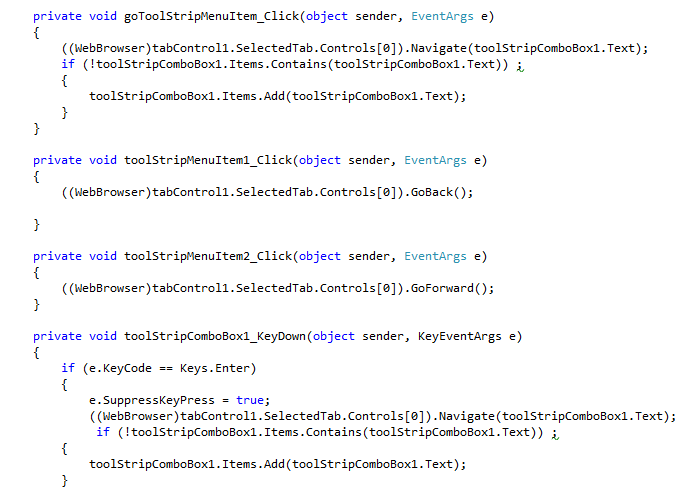 private void goToolStripMenuItem_Click(object sender, EventArgs e)
{
((WebBrowser)tabControl1.SelectedTab.Controls[0]).Navigate(toolStripComboBox1.Text);
if (!toolStripComboBox1.Items.Contains(toolStripComboBox1.Text)) ;
{
toolStripComboBox1.Items.Add(toolStripComboBox1.Text);
}
}
private void toolStripMenuItem1_Click(object sender, EventArgs e)
{
((WebBrowser)tabControl1.SelectedTab.Controls[0]).GoBack();
}
private void toolStripMenuItem2_Click(object sender, EventArgs e)
{
((WebBrowser)tabControl1.SelectedTab.Controls[0]).GoForward();
}
private void toolStripComboBox1_KeyDown(object sender, KeyEventArgs e)
{
if (e.KeyCode == Keys.Enter)
{
e.SuppressKeyPress = true;
((WebBrowser)tabControl1.SelectedTab.Controls[0]).Navigate(toolStripComboBox1.Text);
if (!toolStripComboBox1.Items.Contains(toolStripComboBox1.Text)) ;
{
toolStripComboBox1.Items.Add(toolStripComboBox1.Text);
}